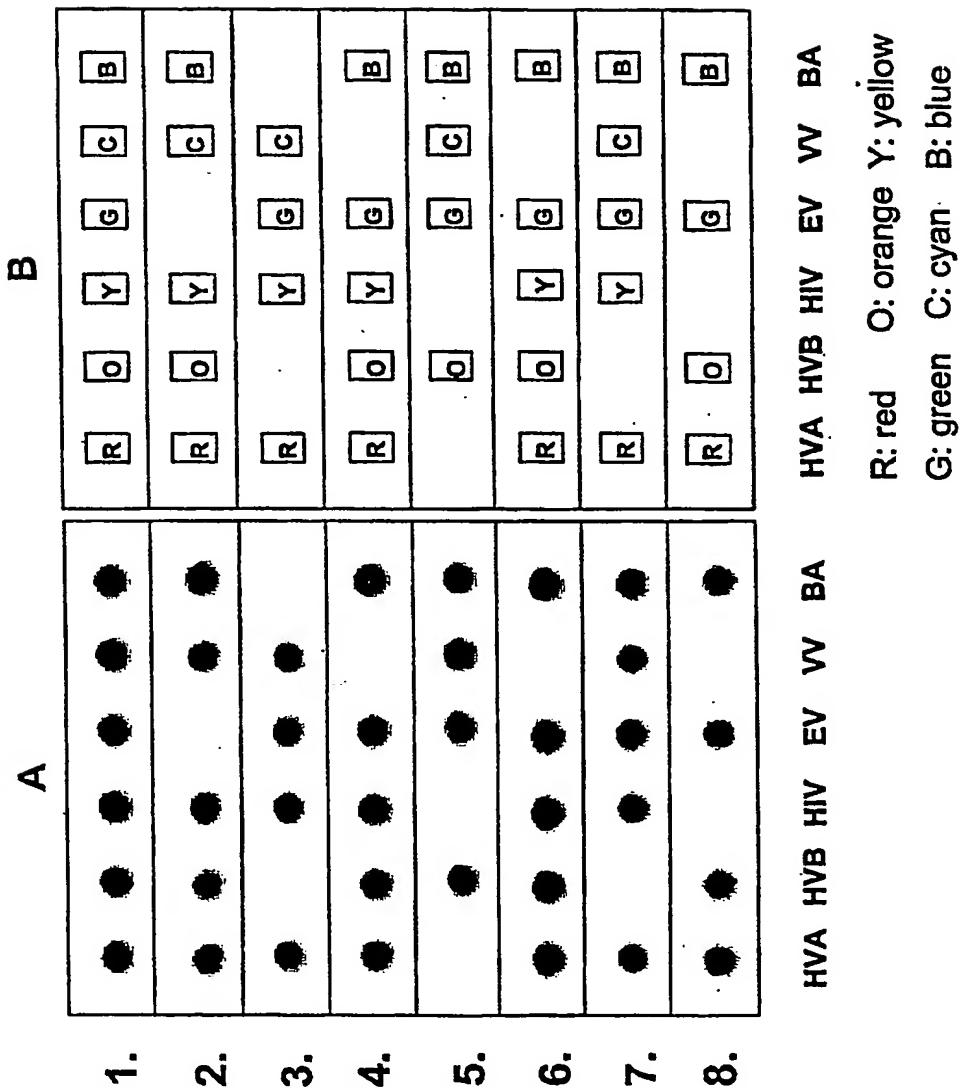 A B
1. R O Y G C B
2. R O Y C B
3. R Y G C
4. R O Y G B
5. O G C B
6. R O Y G B
7. R Y G C B
8. R O G B
HVA HVB HIV EV VV BA HVA HVB HIV EV VV BA
R: red O: orange Y: yellow
G: green C: cyan B: blue